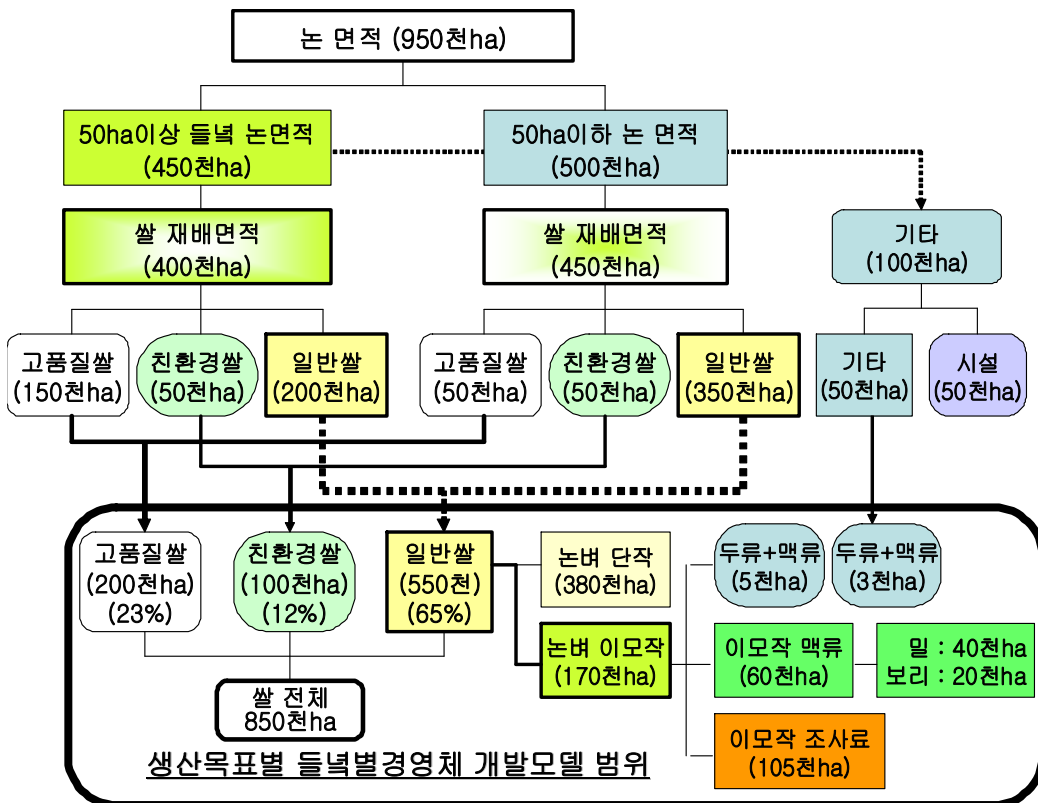 논 면적 (950천ha)
50ha이상 들녘 논면적
(450천ha)
50ha이하 논 면적
(500천ha)
쌀 재배면적
(400천ha)
쌀 재배면적
(450천ha)
기타
(100천ha)
고품질쌀
(150천ha)
친환경쌀
(50천ha)
일반쌀
(200천ha)
고품질쌀
(50천ha)
친환경쌀
(50천ha)
일반쌀
(350천ha)
기타
(50천ha)
시설
(50천ha)
고품질쌀
(200천ha)
(23%)
친환경쌀
(100천ha)
(12%)
일반쌀
(550천)
(65%)
논벼 단작
(380천ha)
두류+맥류
(5천ha)
두류+맥류
(3천ha)
논벼 이모작
(170천ha)
이모작 맥류
(60천ha)
밀 : 40천ha
보리 : 20천ha
쌀 전체
850천ha
이모작 조사료
(105천ha)
생산목표별 들녘별경영체 개발모델 범위